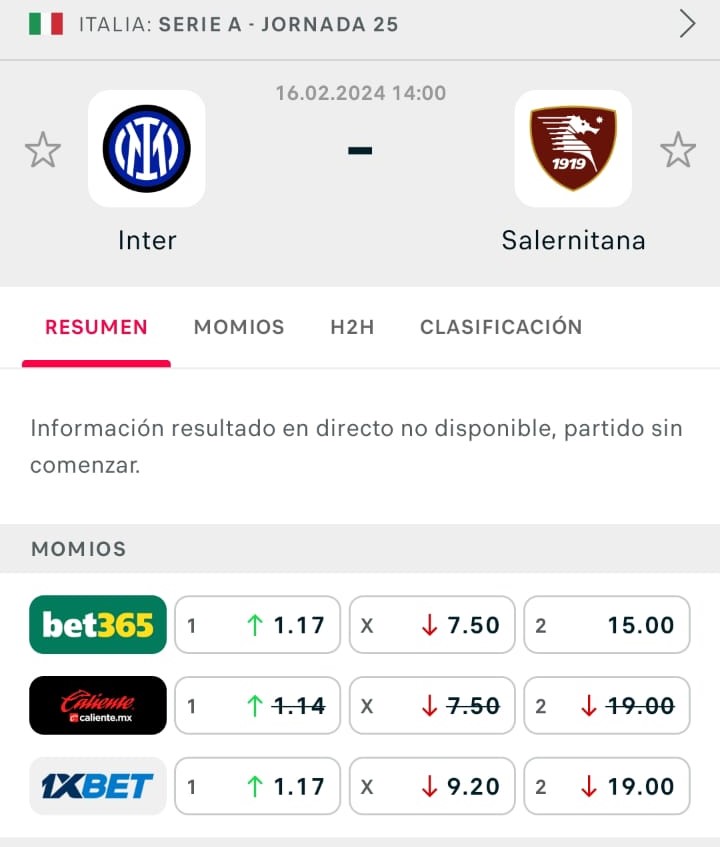 ITALIA: SERIE A - JORNADA 25
16.02.2024 14:00
1919
-
Inter
Salernitana
RESUMEN MOMIOS H2H CLASIFICACIÓN
Información resultado en directo no disponible, partido sin
comenzar.
MOMIOS
bet365 1 ↑ 1.17 X ↓ 7.50 2 15.00
Caliente caliente.mx 1 ↑ 1.14 X ↓ 7.50 2 ↓ 19.00
1XBET 1 ↑ 1.17 X ↓ 9.20 2 ↓ 19.00